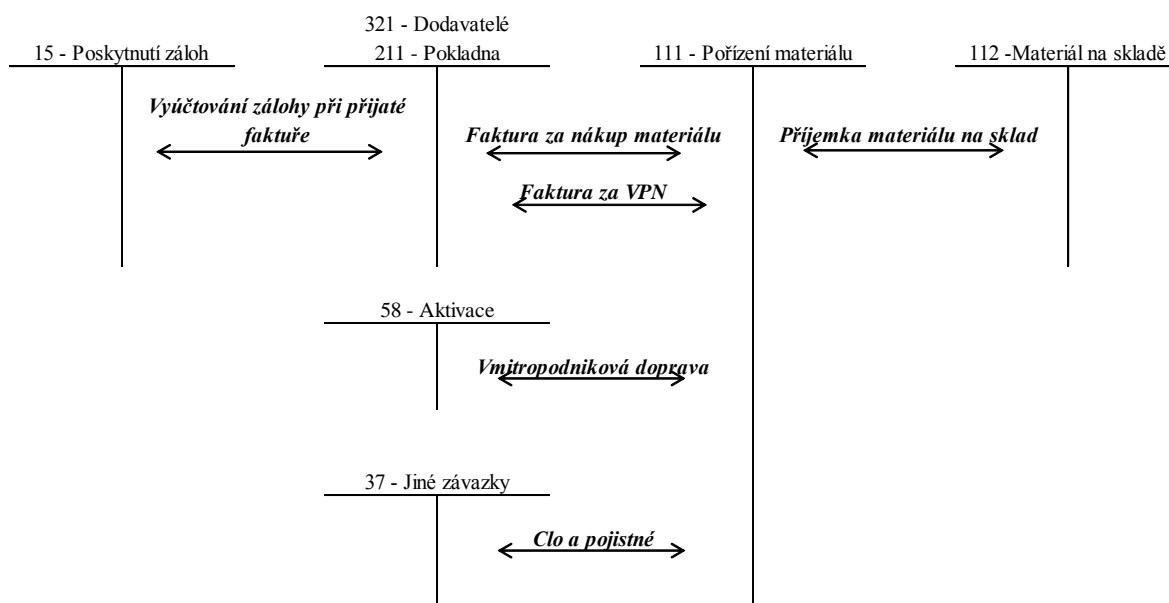 321 - Dodavatelé
15 - Poskytnutí záloh
211 - Pokladna
111 - Pořízení materiálu
112 -Materiál na skladě
Vyúčtování zálohy při přijaté
faktuře
Faktura za nákup materiálu
Příjemka materiálu na sklad
Faktura za VPN
58 - Aktivace
Vmitropodniková doprava
37 - Jiné závazky
Clo a pojistné